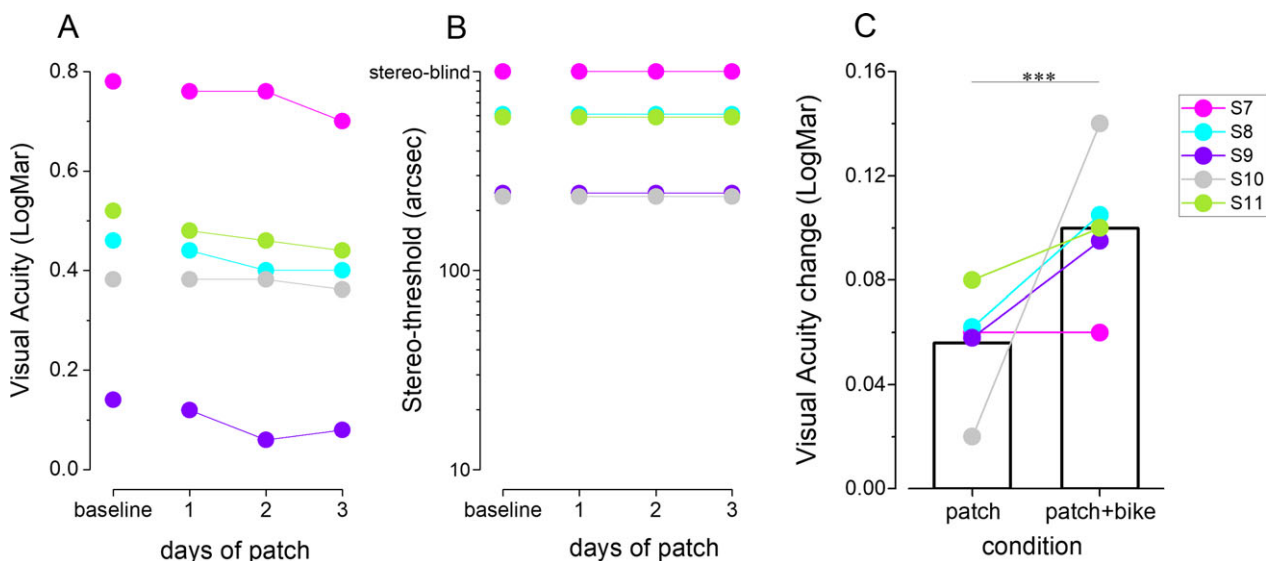 A
B
C
Visual Acuity (LogMar)
0.8
0.6
0.4
0.2
0.0
baseline 1 2 3
days of patch
Stereo-threshold (arcsec)
stereo-blind
100
10
baseline 1 2 3
days of patch
Visual Acuity change (LogMar)
0.16
0.12
0.08
0.04
0.00
***
patch patch+bike
condition
S7
S8
S9
S10
S11